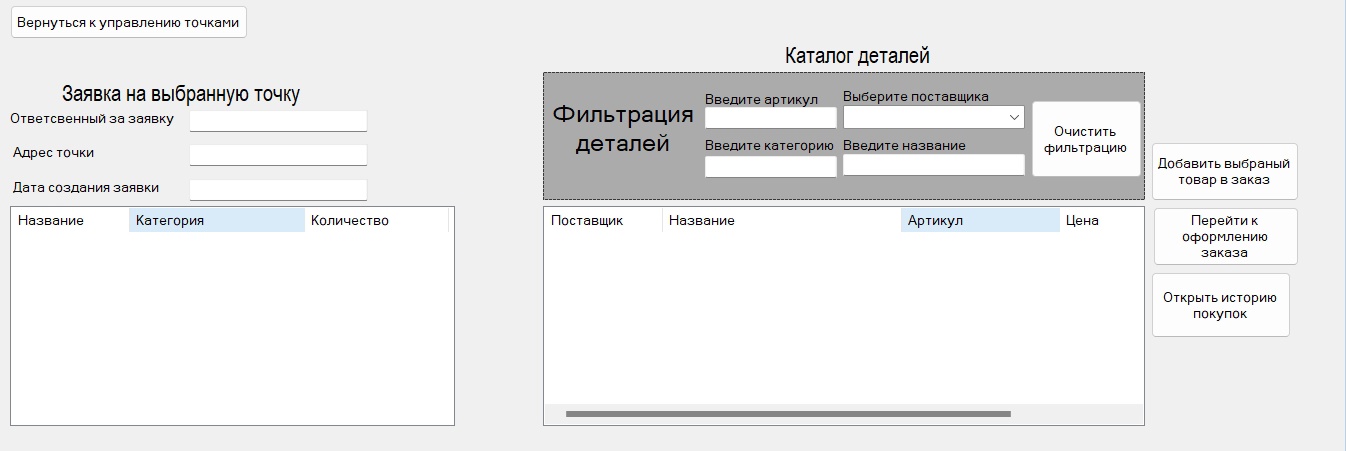 Вернуться к управлению точками
Заявка на выбранную точку
Ответсвенный за заявку
Адрес точки
Дата создания заявки
Название Категория Количество
Каталог деталей
Фильтрация
деталей
Введите артикул
Выберите поставщика
Введите категорию
Введите название
Очистить
фильтрацию
Поставщик Название Артикул Цена
Добавить выбраный
товар в заказ
Перейти к
оформлению
заказа
Открыть историю
покупок